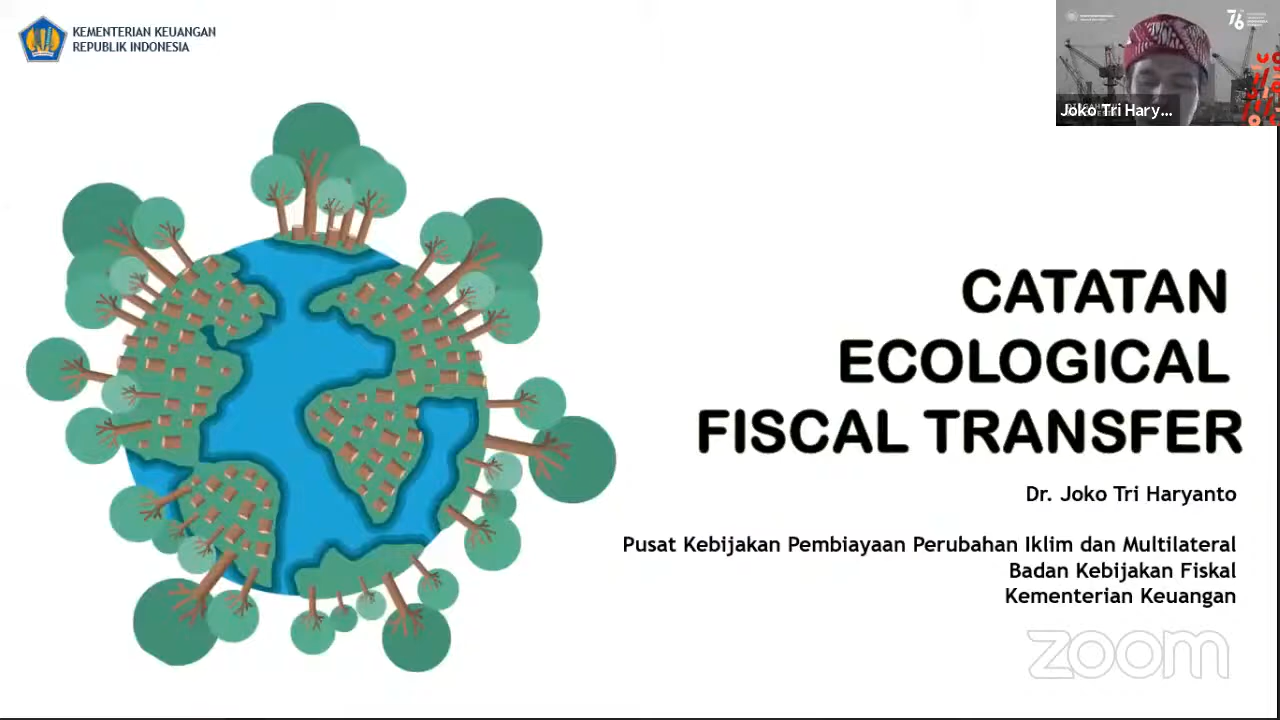 KEMENTERIAN KEUANGAN
REPUBLIK INDONESIA
76
Joko Tri Hary...
CATATAN
ECOLOGICAL
FISCAL TRANSFER
Dr. Joko Tri Haryanto
Pusat Kebijakan Pembiayaan Perubahan Iklim dan Multilateral
Badan Kebijakan Fiskal
Kementerian Keuangan
zoom